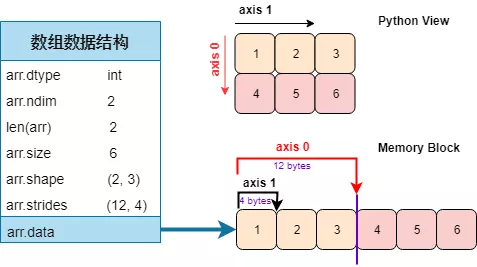 数组数据结构
arr.dtype int
arr.ndim 2
len(arr) 2
arr.size 6
arr.shape (2, 3)
arr.strides (12, 4)
arr.data
axis 1
Python View
axis 0
1 2 3
4 5 6
axis 0
Memory Block
12 bytes
axis 1
4 bytes
1 2 3 4 5 6